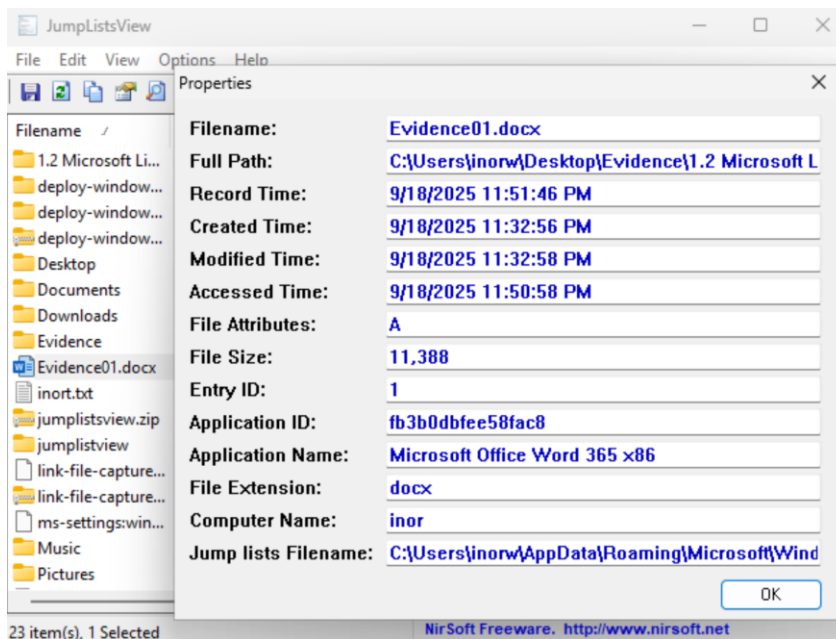 JumpListsView
File Edit View Options Help
Properties
Filename
1.2 Microsoft Li...
deploy-window...
deploy-window...
deploy-window...
Desktop
Documents
Downloads
Evidence
Evidence01.docx
inort.txt
jumplistsview.zip
jumplistview
link-file-capture...
link-file-capture...
ms-settings:win...
Music
Pictures
Filename: Evidence01.docx
Full Path: C:\Users\inorw\Desktop\Evidence\1.2 Microsoft L
Record Time: 9/18/2025 11:51:46 PM
Created Time: 9/18/2025 11:32:56 PM
Modified Time: 9/18/2025 11:32:58 PM
Accessed Time: 9/18/2025 11:50:58 PM
File Attributes: A
File Size: 11,388
Entry ID: 1
Application ID: fb3b0dbfee58fac8
Application Name: Microsoft Office Word 365 x86
File Extension: docx
Computer Name: inor
Jump lists Filename: C:\Users\inorw\AppData\Roaming\Microsoft\Wind
OK
23 item(s), 1 Selected
NirSoft Freeware. http://www.nirsoft.net